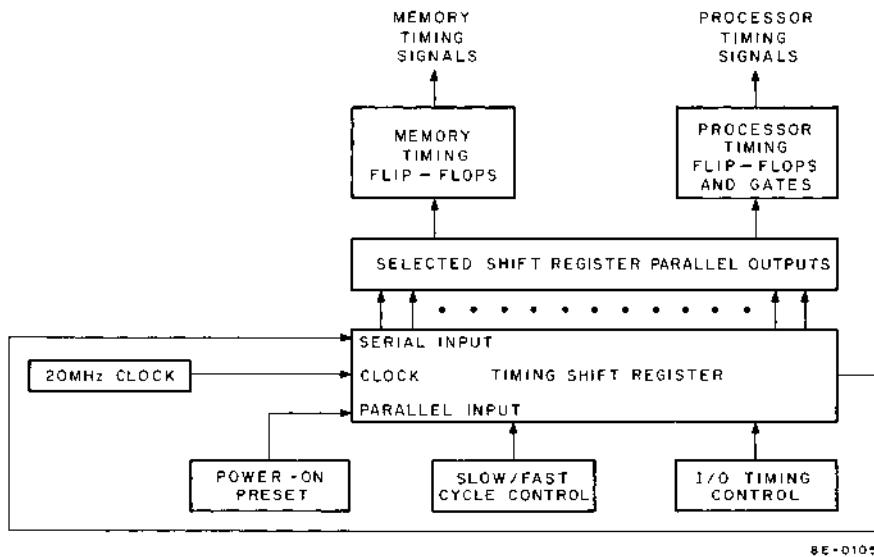 MEMORY
TIMING
SIGNALS
PROCESSOR
TIMING
SIGNALS
MEMORY
TIMING
FLIP-FLOPS
PROCESSOR
TIMING
FLIP-FLOPS
AND GATES
SELECTED SHIFT REGISTER PARALLEL OUTPUTS
SERIAL INPUT
20MHz CLOCK
CLOCK
TIMING SHIFT REGISTER
PARALLEL INPUT
POWER-ON
PRESET
SLOW/FAST
CYCLE CONTROL
I/O TIMING
CONTROL
8E-0105